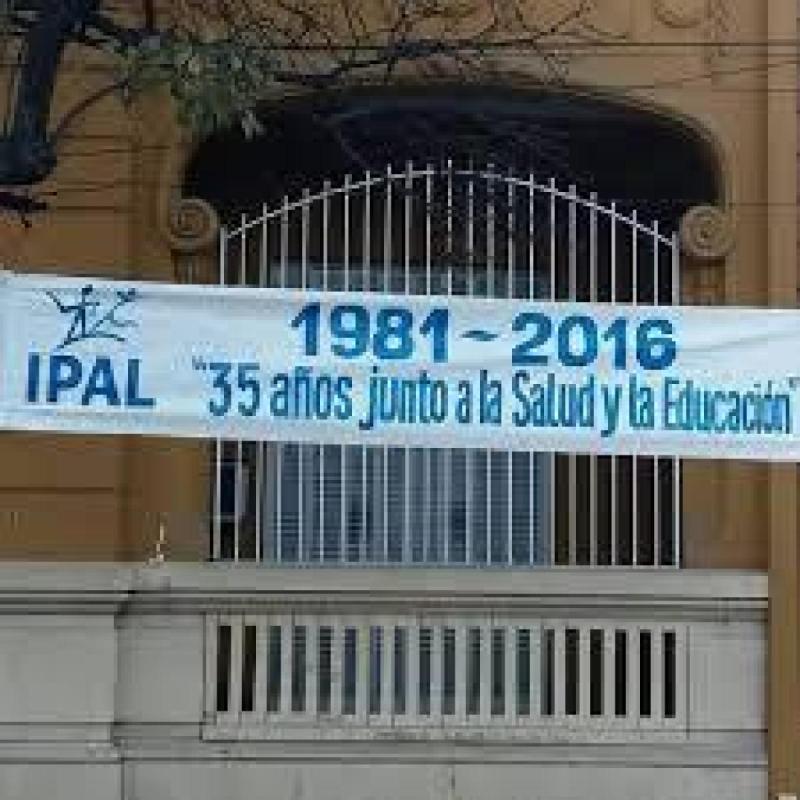 IPAL
1981-2016
"35 años junto a la Salud y la Educación"